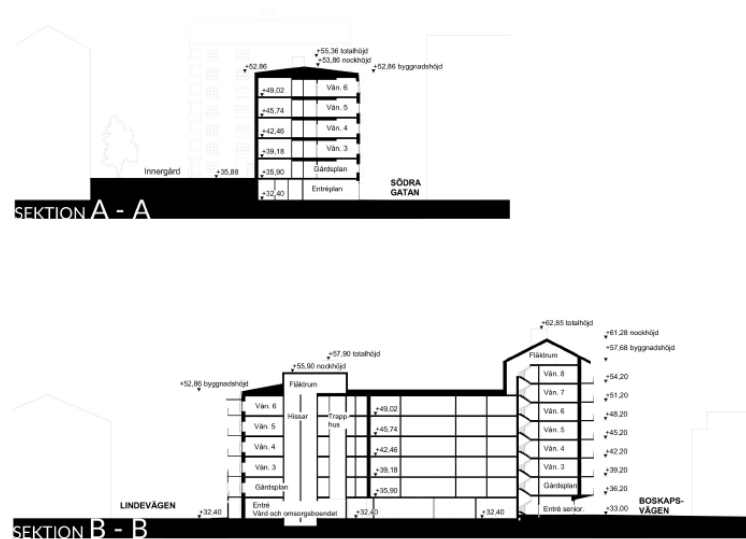 +55,36 totalhöjd
+53,86 nockhöjd
+52,86
+52,86 byggnadshöjd
Vån. 6
+49,02
Vån. 5
+45,74
Vån. 4
+42,46
Vån. 3
+39,18
Gårdsplan
Innergård
+35,88
+35,90
Entréplan
+32,40
SÖDRA
GATAN
SEKTION A - A
+62,85 totalhöjd
+61,28 nockhöjd
+57,68 byggnadshöjd
+57,90 totalhöjd
+55,90 nockhöjd
+52,86 byggnadshöjd
Fläktrum
Fläktrum
Vån. 8
+54,20
Vån. 7
+51,20
Vån. 6
Hissar
Trapp-
hus
+49,02
Vån. 6
+48,20
Vån. 5
+45,74
Vån. 5
+45,20
Vån. 4
+42,46
Vån. 4
+42,20
Vån. 3
+39,18
Vån. 3
+39,20
Gårdsplan
+35,90
Gårdsplan
+36,20
LINDEVÄGEN
+32,40
Entré
Vård och omsorgsboendet
+32,40
+32,40
Entré senior.
+33,00
BOSKAPS-
VÄGEN
SEKTION B - B